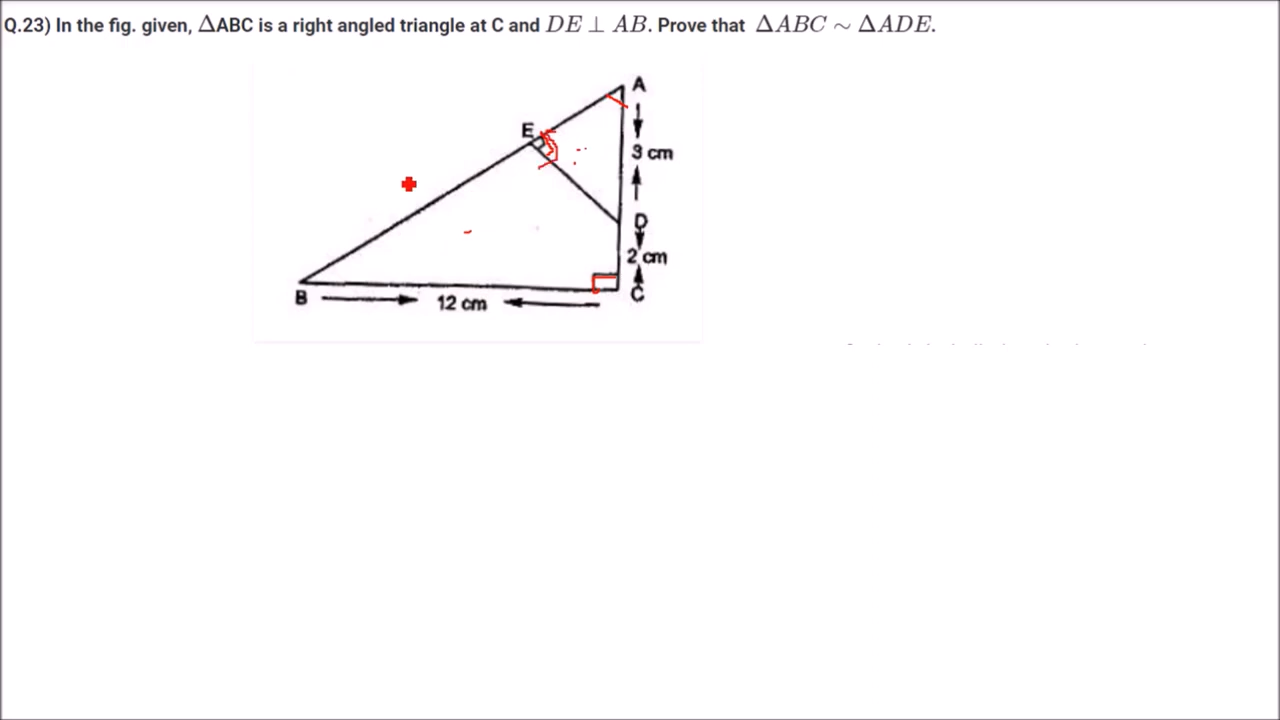 Q.23) In the fig. given, ΔABC is a right angled triangle at C and DE ⊥ AB. Prove that ΔABC ∼ ΔADE.
A
E
3 cm
D
2 cm
B
12 cm
C